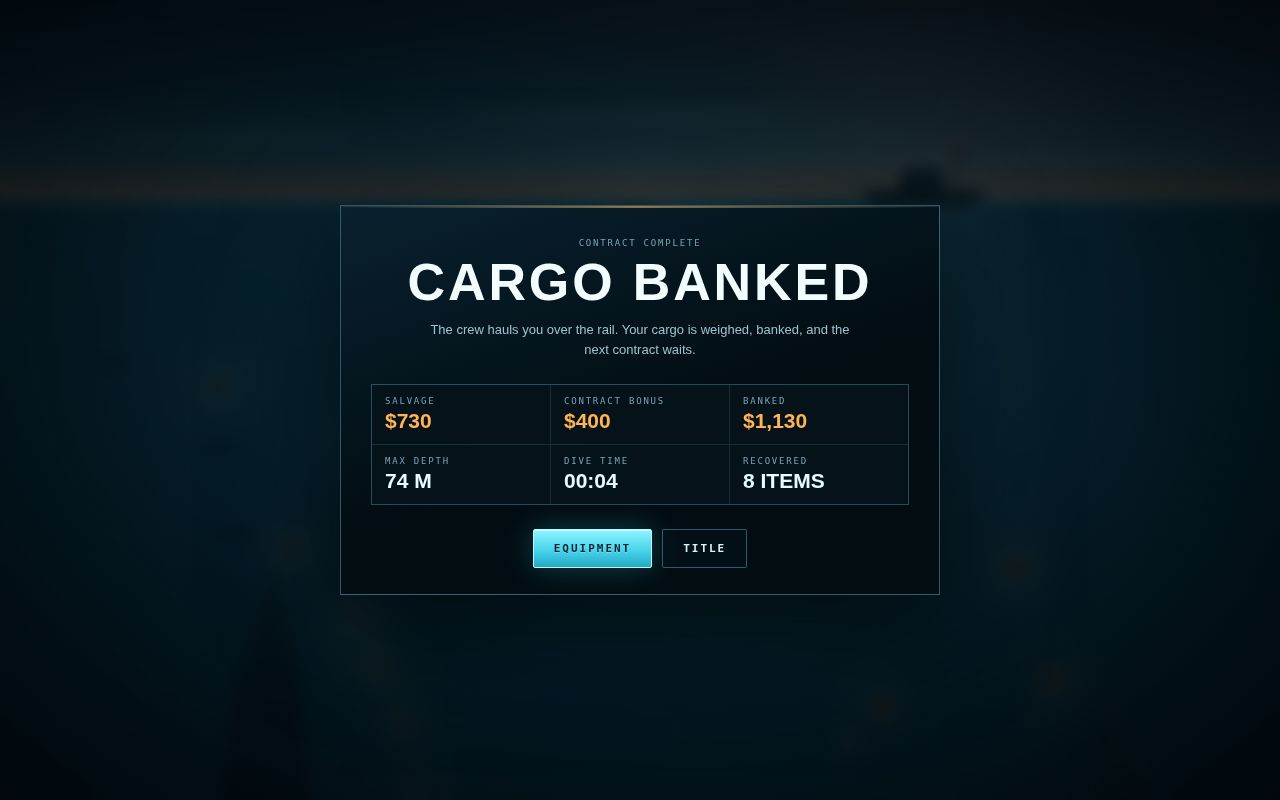 CONTRACT COMPLETE
CARGO BANKED
The crew hauls you over the rail. Your cargo is weighed, banked, and the
next contract waits.
SALVAGE
$730
CONTRACT BONUS
$400
BANKED
$1,130
MAX DEPTH
74 M
DIVE TIME
00:04
RECOVERED
8 ITEMS
EQUIPMENT
TITLE